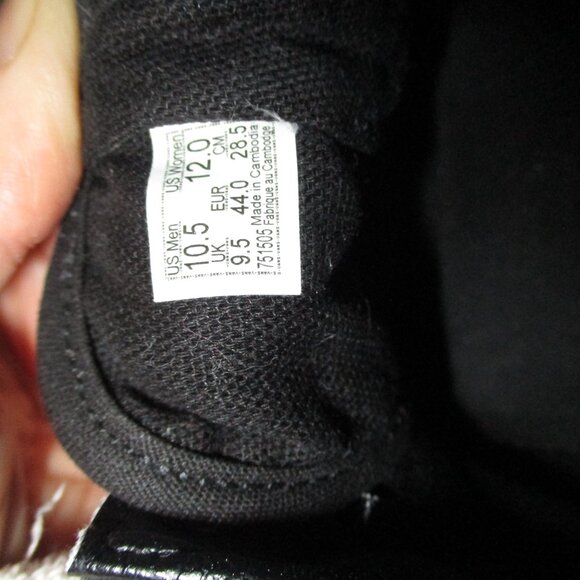 US Men US Women
10.5 12.0
UK EUR CM
9.5 44.0 28.5
Made in Cambodia
751505 Fabriqué au Cambodge